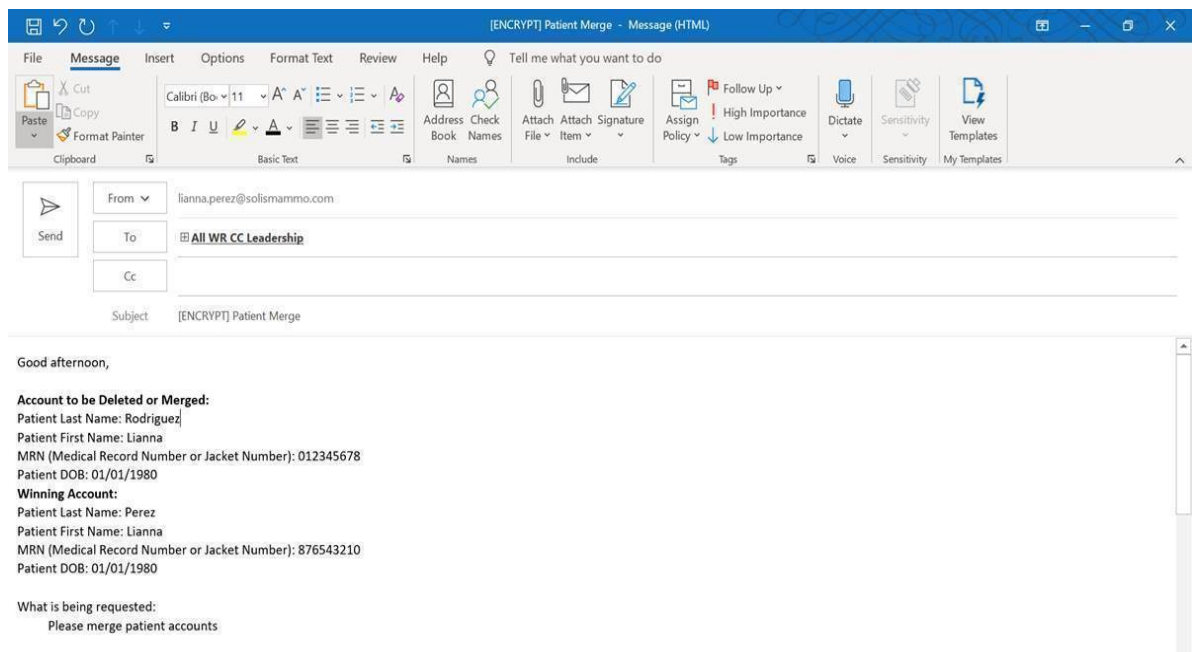 [ENCRYPT] Patient Merge - Message (HTML)
File Message Insert Options Format Text Review Help Tell me what you want to do
Paste
Cut
Copy
Format Painter
Clipboard
Calibri (Bo 11
B I U
Basic Text
Address Book
Check Names
Names
Attach File
Attach Item
Signature
Include
Assign Policy
Follow Up
High Importance
Low Importance
Tags
Dictate
Voice
Sensitivity
Sensitivity
View Templates
My Templates
Send
From lianna.perez@solismammo.com
To All WR CC Leadership
Cc
Subject [ENCRYPT] Patient Merge
Good afternoon,
Account to be Deleted or Merged:
Patient Last Name: Rodriguez
Patient First Name: Lianna
MRN (Medical Record Number or Jacket Number): 012345678
Patient DOB: 01/01/1980
Winning Account:
Patient Last Name: Perez
Patient First Name: Lianna
MRN (Medical Record Number or Jacket Number): 876543210
Patient DOB: 01/01/1980
What is being requested:
Please merge patient accounts